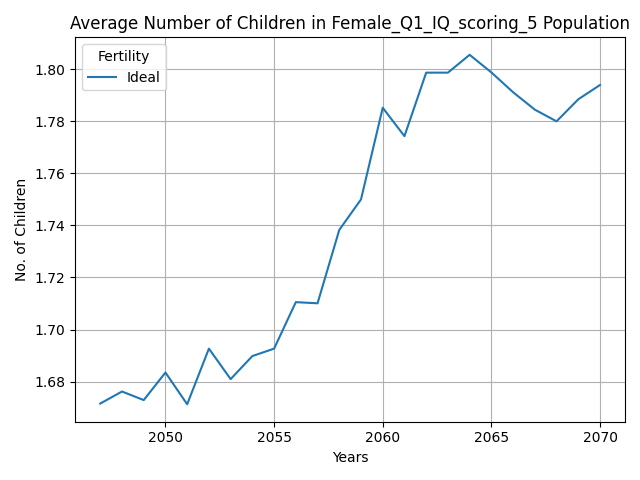 Average Number of Children in Female_Q1_IQ_scoring_5 Population
Fertility
Ideal
No. of Children
1.80
1.78
1.76
1.74
1.72
1.70
1.68
2050 2055 2060 2065 2070
Years